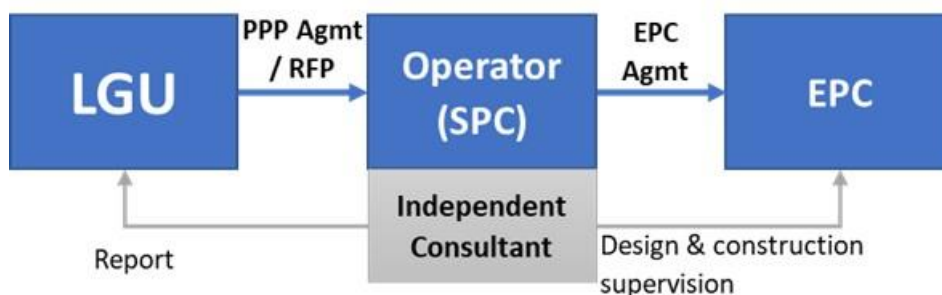 PPP Agmt
/ RFP
EPC
Agmt
LGU
Operator
(SPC)
EPC
Independent
Consultant
Report
Design & construction
supervision